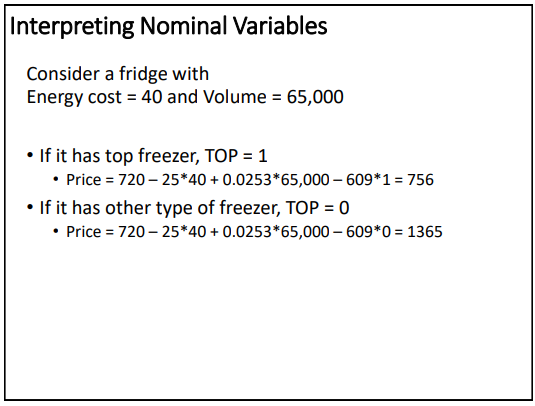 Interpreting Nominal Variables
Consider a fridge with
Energy cost = 40 and Volume = 65,000
• If it has top freezer, TOP = 1
• Price = 720 – 25*40 + 0.0253*65,000 – 609*1 = 756
• If it has other type of freezer, TOP = 0
• Price = 720 – 25*40 + 0.0253*65,000 – 609*0 = 1365